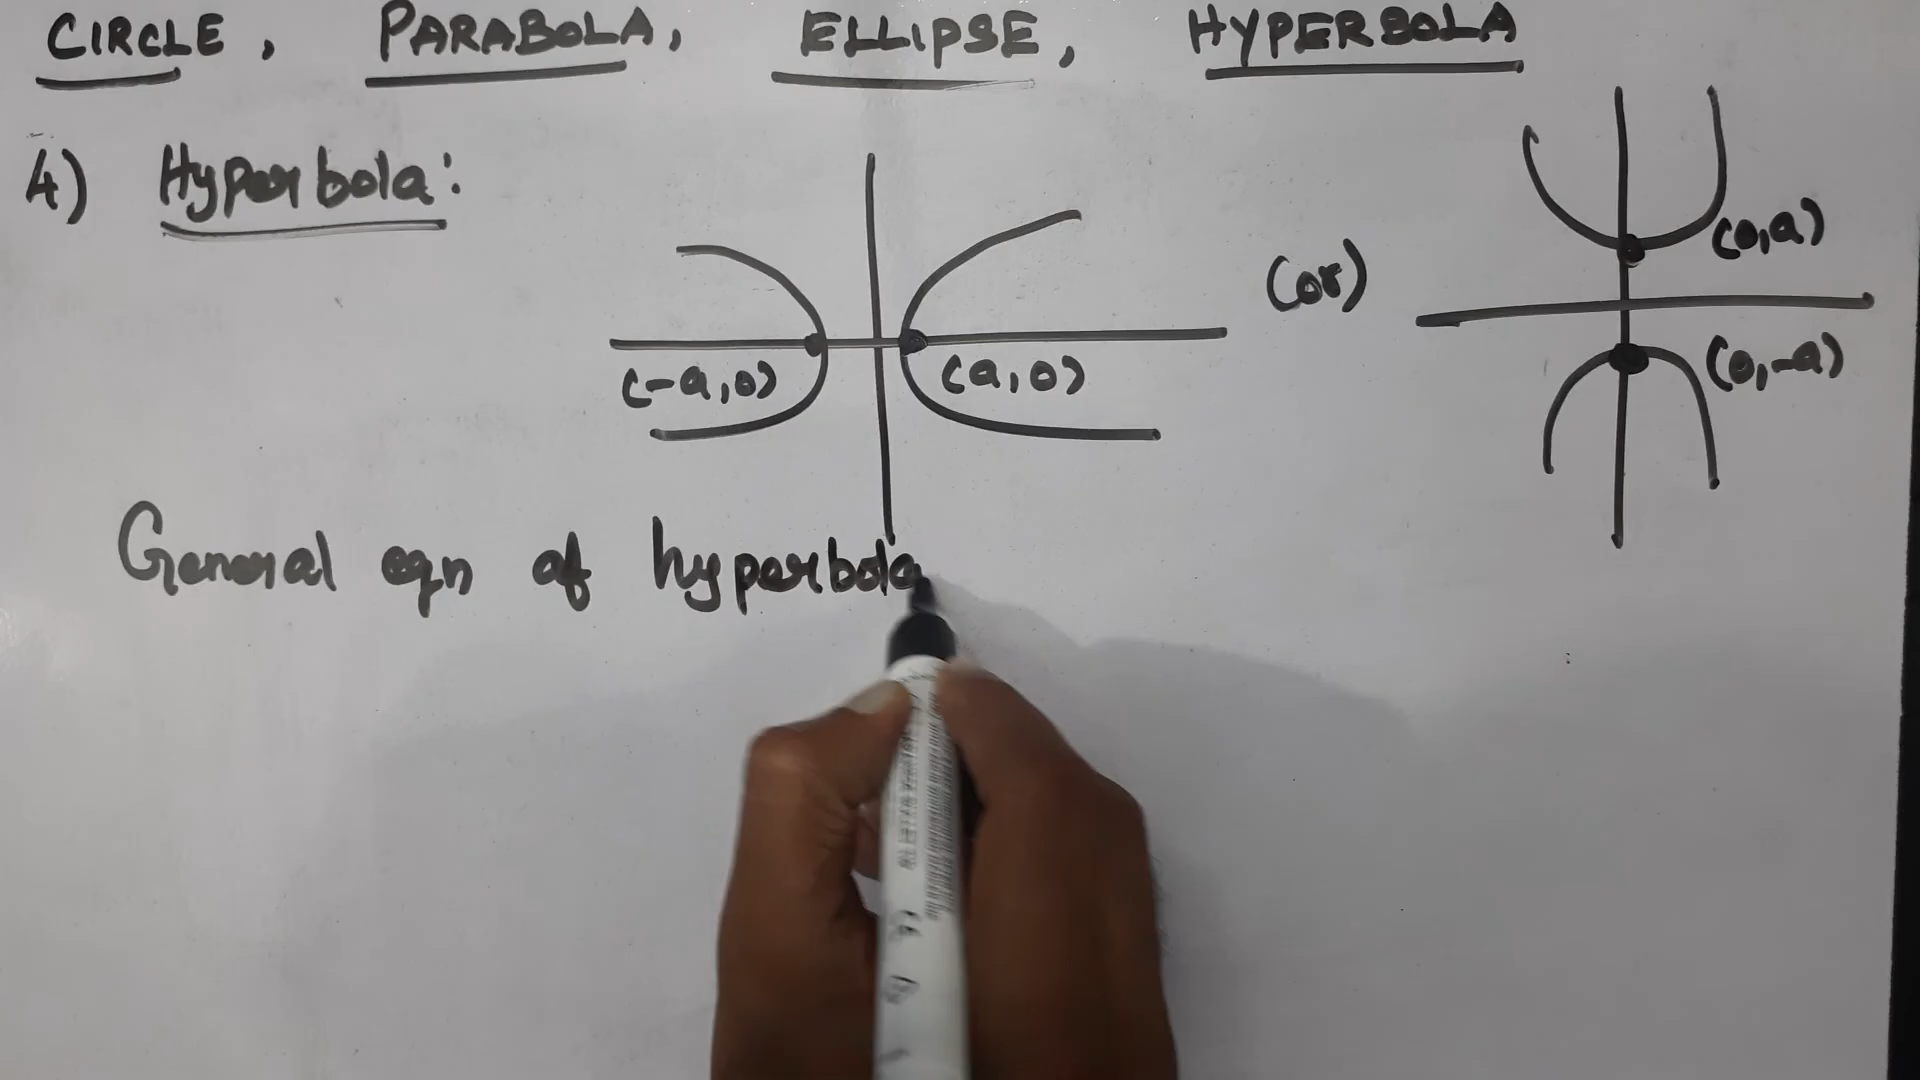 CIRCLE, PARABOLA, ELLIPSE, HYPERBOLA
4) Hyperbola:
(0,a)
(or)
(-a,0) (a,0) (0,-a)
General eqn of hyperbola